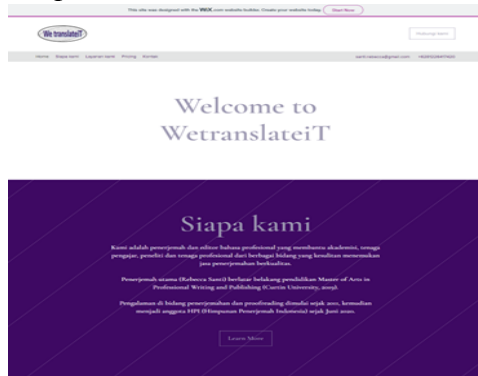 This site was designed with the WiX.com website builder. Create your website today. Start Now
We translateiT
Hubungi kami
Home Siapa kami Layanan kami Pricing Kontak
Welcome to
WetranslateiT
Siapa kami
Kami adalah penerjemah dan editor bahasa profesional yang membantu akademisi, tenaga
pengajar, peneliti dan tenaga profesional dari berbagai bidang yang kesulitan menemukan
jasa penerjemahan berkualitas.
Penerjemah utama (Rebecca Santi) berlatar belakang pendidikan Master of Arts in
Professional Writing and Publishing (Curtin University, 2015).
Pengalaman di bidang penerjemahan dan proofreading dimulai sejak 2011, kemudian
menjadi anggota HPI (Himpunan Penerjemah Indonesia) sejak Juni 2020.
Learn More